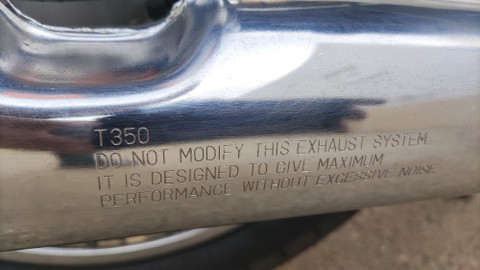 T350
DO NOT MODIFY THIS EXHAUST SYSTEM
IT IS DESIGNED TO GIVE MAXIMUM
PERFORMANCE WITHOUT EXCESSIVE NOISE